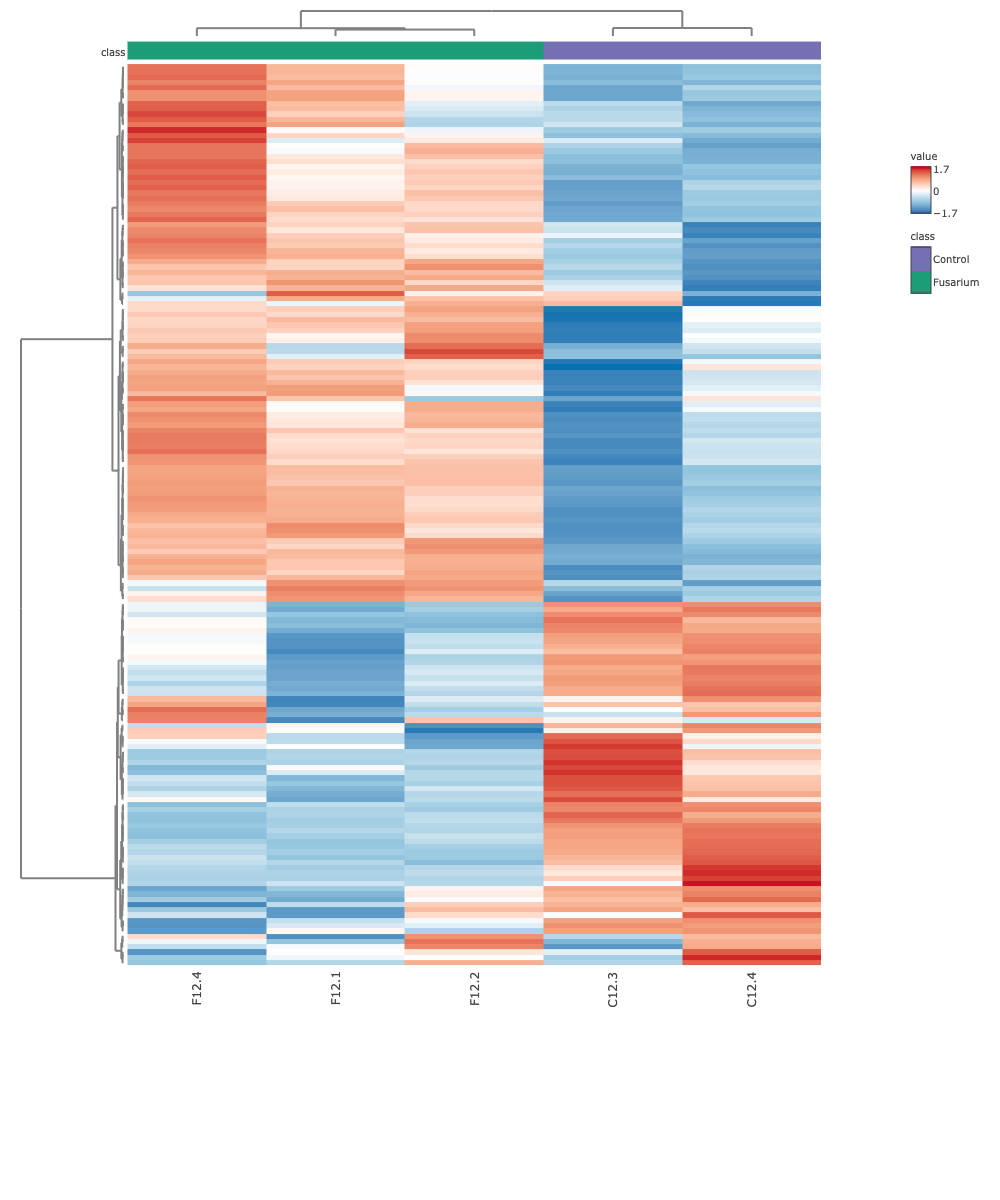 class
value
1.7
0
−1.7
class
Control
Fusarium
F12.4
F12.1
F12.2
C12.3
C12.4